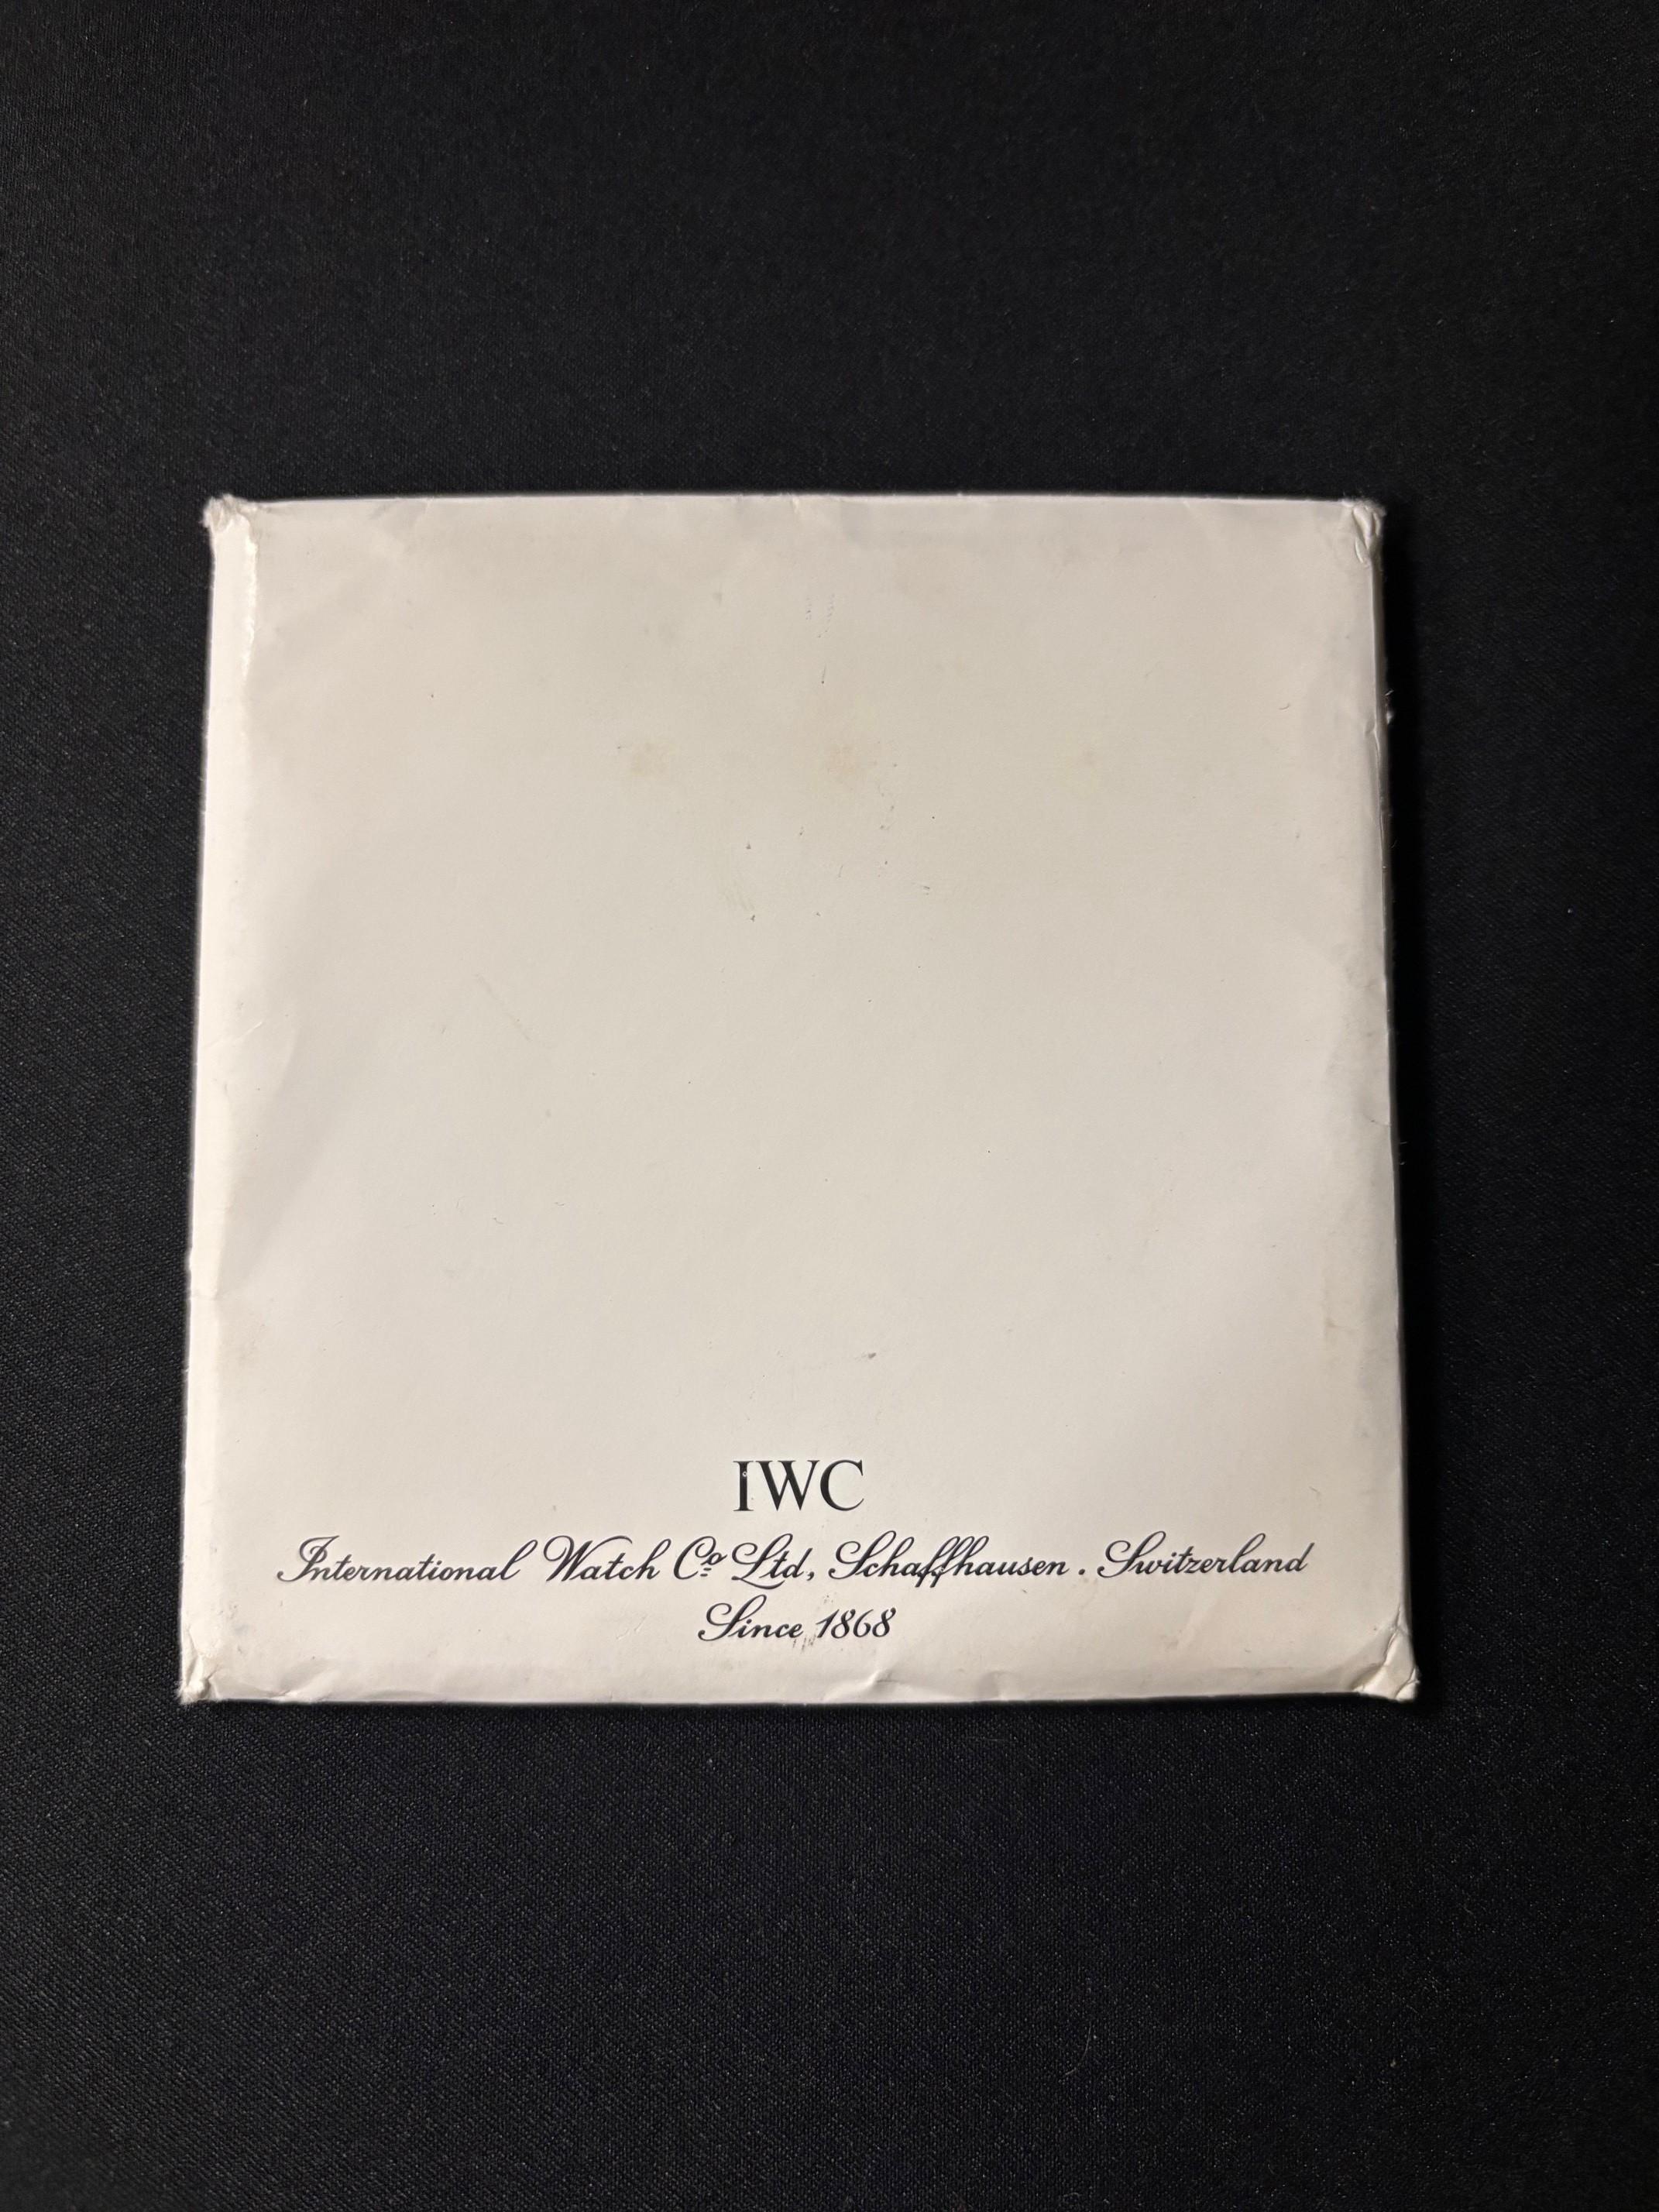 IWC
International Watch Co Ltd, Schaffhausen . Switzerland
Since 1868